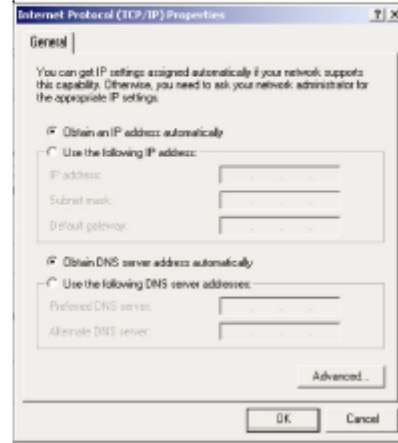 Internet Protocol (TCP/IP) Properties
General
You can get IP settings assigned automatically if your network supports
this capability. Otherwise, you need to ask your network administrator for
the appropriate IP settings.
Obtain an IP address automatically
Use the following IP address:
IP address:
Subnet mask:
Default gateway:
Obtain DNS server address automatically
Use the following DNS server addresses:
Preferred DNS server:
Alternate DNS server:
Advanced...
OK
Cancel